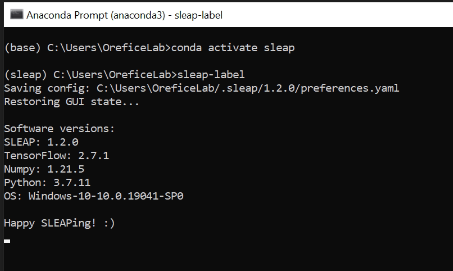 Anaconda Prompt (anaconda3) - sleap-label
(base) C:\Users\OreficeLab>conda activate sleap
(sleap) C:\Users\OreficeLab>sleap-label
Saving config: C:\Users\OreficeLab/.sleap/1.2.0/preferences.yaml
Restoring GUI state...
Software versions:
SLEAP: 1.2.0
TensorFlow: 2.7.1
Numpy: 1.21.5
Python: 3.7.11
OS: Windows-10-10.0.19041-SP0
Happy SLEAPing! :)